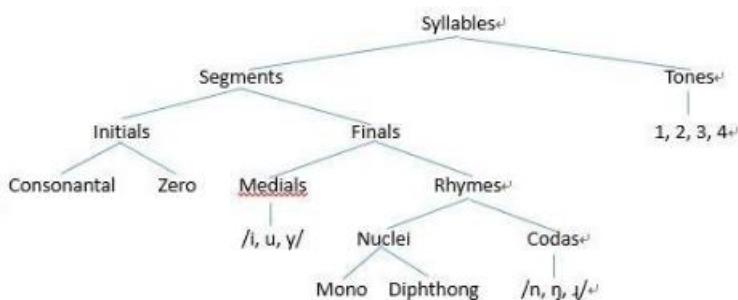 Syllables↵
Segments Tones↵
Initials Finals 1, 2, 3, 4↵
Consonantal Zero Medials Rhymes↵
/i, u, y/ Nuclei Codas↵
Mono Diphthong /n, ŋ, ɻ/↵